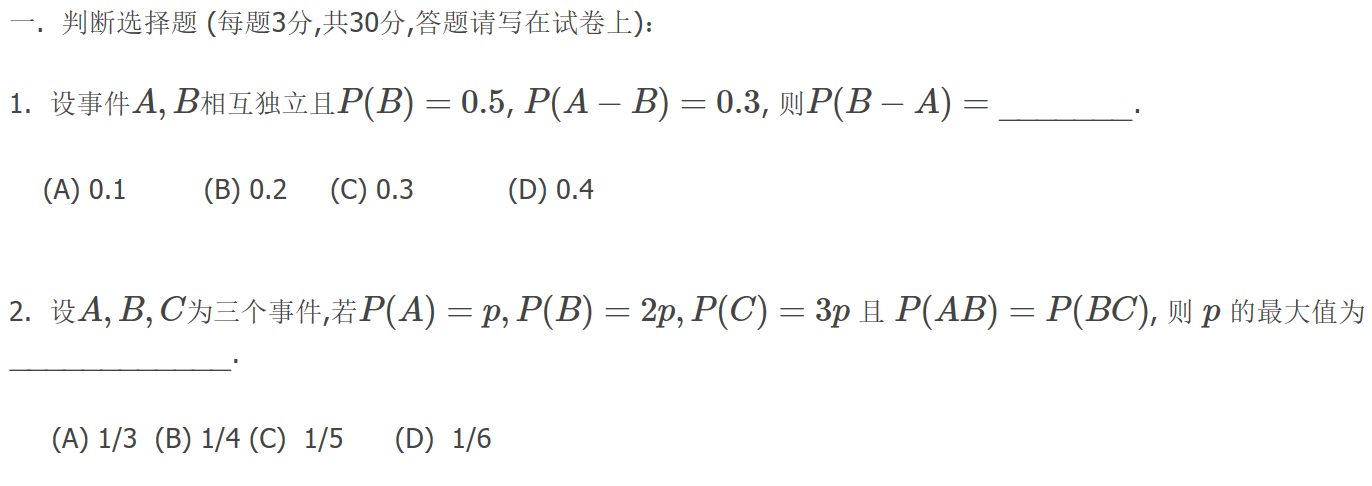 一. 判断选择题 (每题3分,共30分,答题请写在试卷上):
1. 设事件A, B相互独立且P(B) = 0.5, P(A − B) = 0.3, 则P(B − A) = ________.
(A) 0.1 (B) 0.2 (C) 0.3 (D) 0.4
2. 设A, B, C为三个事件,若P(A) = p, P(B) = 2p, P(C) = 3p 且 P(AB) = P(BC), 则 p 的最大值为
_____________.
(A) 1/3 (B) 1/4 (C) 1/5 (D) 1/6